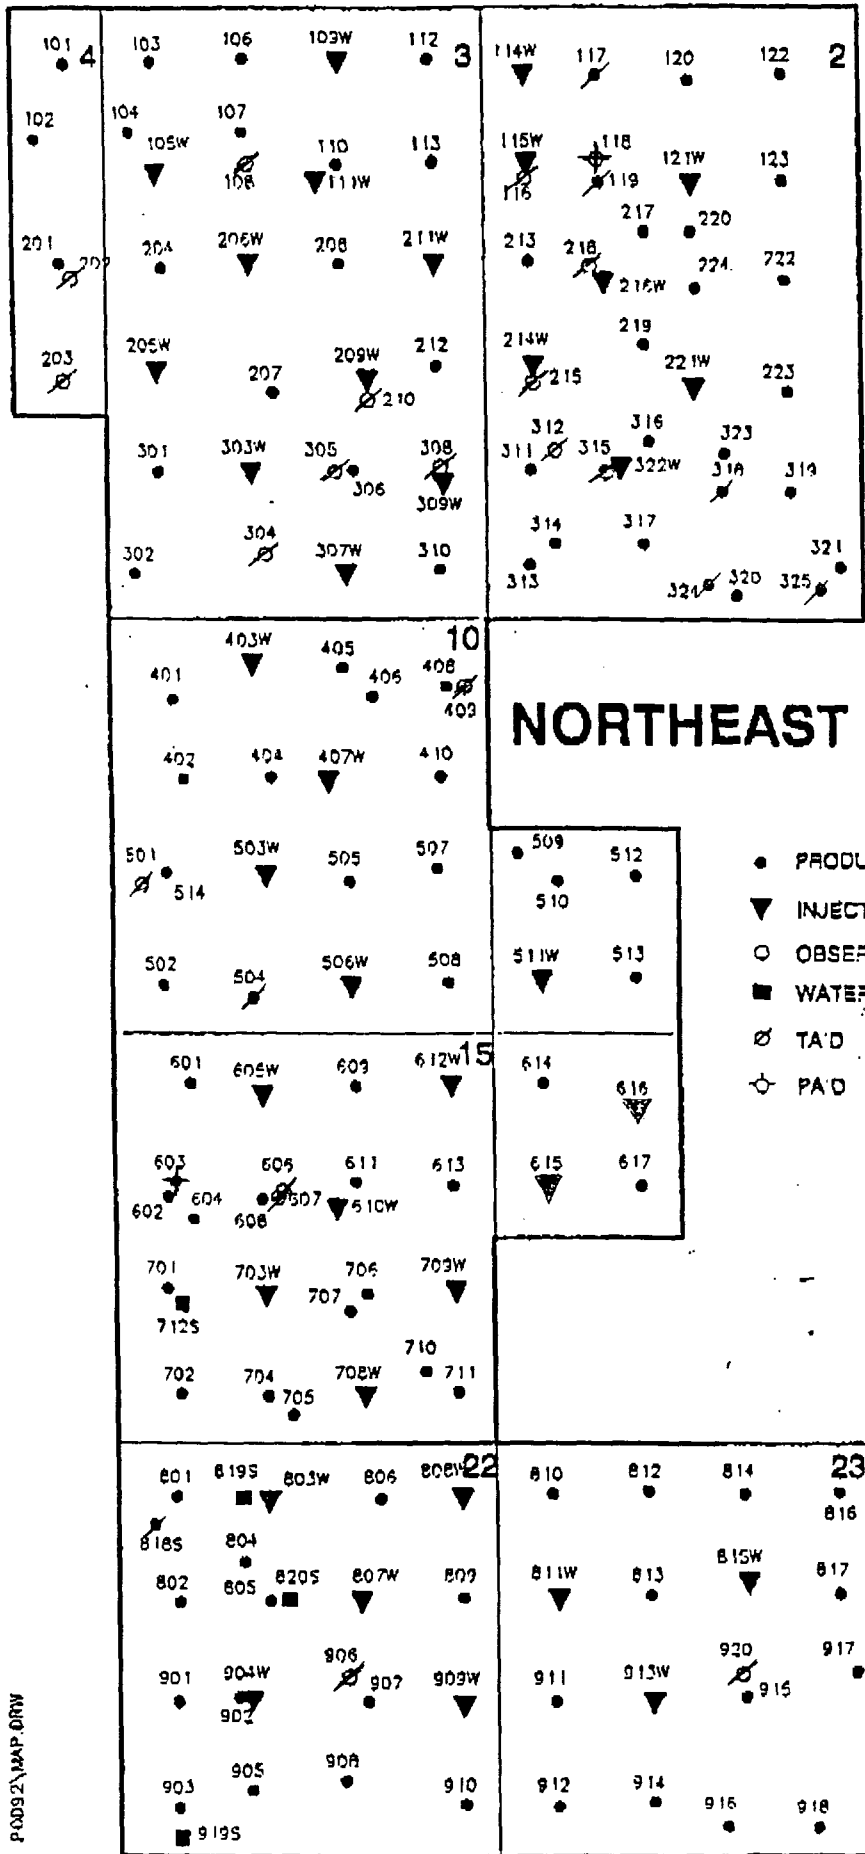 101 4 103 106 109W 112 3 114W 117 120 122 2
102 104 107 110 113 115W 118 121W 123
105W 108 111W 116 119
217 220
201 202 204 206W 208 211W 213 218 224 222
216W
203 205W 207 209W 212 214W 219 221W 223
210 215
301 303W 305 308 311 312 315 316 323
306 309W 322W 318 319
302 304 307W 310 313 314 317 321
324 320 325
10
401 403W 405 406 408
409
NORTHEAST
402 404 407W 410
501 503W 505 507 509 512
514 510
502 504 506W 508 511W 513
PRODU
INJECT
OBSER
WATER
TA'D
PA'D
15
601 605W 609 612W 614 616
603 606 611 613 615 617
602 604 608 607 610W
701 703W 706 709W
712S 707
702 704 705 708W 710 711
22 23
801 819S 803W 806 808W 810 812 814 816
818S 804
802 805 820S 807W 809 811W 813 815W 817
901 904W 906 907 909W 911 913W 920 917
902 915
903 905 908 910 912 914 916 918
919S
POD92\MAP.DRW